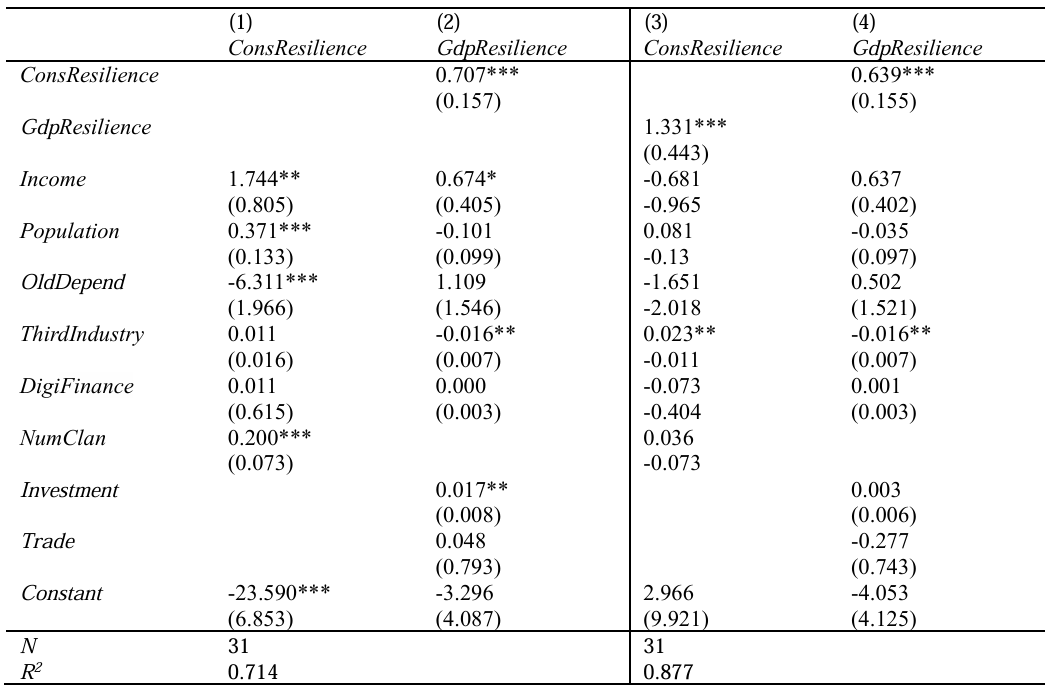 (1) (2) (3) (4)
ConsResilience GdpResilience ConsResilience GdpResilience
ConsResilience 0.707*** 0.639***
(0.157) (0.155)
GdpResilience 1.331***
(0.443)
Income 1.744** 0.674* -0.681 0.637
(0.805) (0.405) -0.965 (0.402)
Population 0.371*** -0.101 0.081 -0.035
(0.133) (0.099) -0.13 (0.097)
OldDepend -6.311*** 1.109 -1.651 0.502
(1.966) (1.546) -2.018 (1.521)
ThirdIndustry 0.011 -0.016** 0.023** -0.016**
(0.016) (0.007) -0.011 (0.007)
DigiFinance 0.011 0.000 -0.073 0.001
(0.615) (0.003) -0.404 (0.003)
NumClan 0.200*** 0.036
(0.073) -0.073
Investment 0.017** 0.003
(0.008) (0.006)
Trade 0.048 -0.277
(0.793) (0.743)
Constant -23.590*** -3.296 2.966 -4.053
(6.853) (4.087) (9.921) (4.125)
N 31 31
R² 0.714 0.877